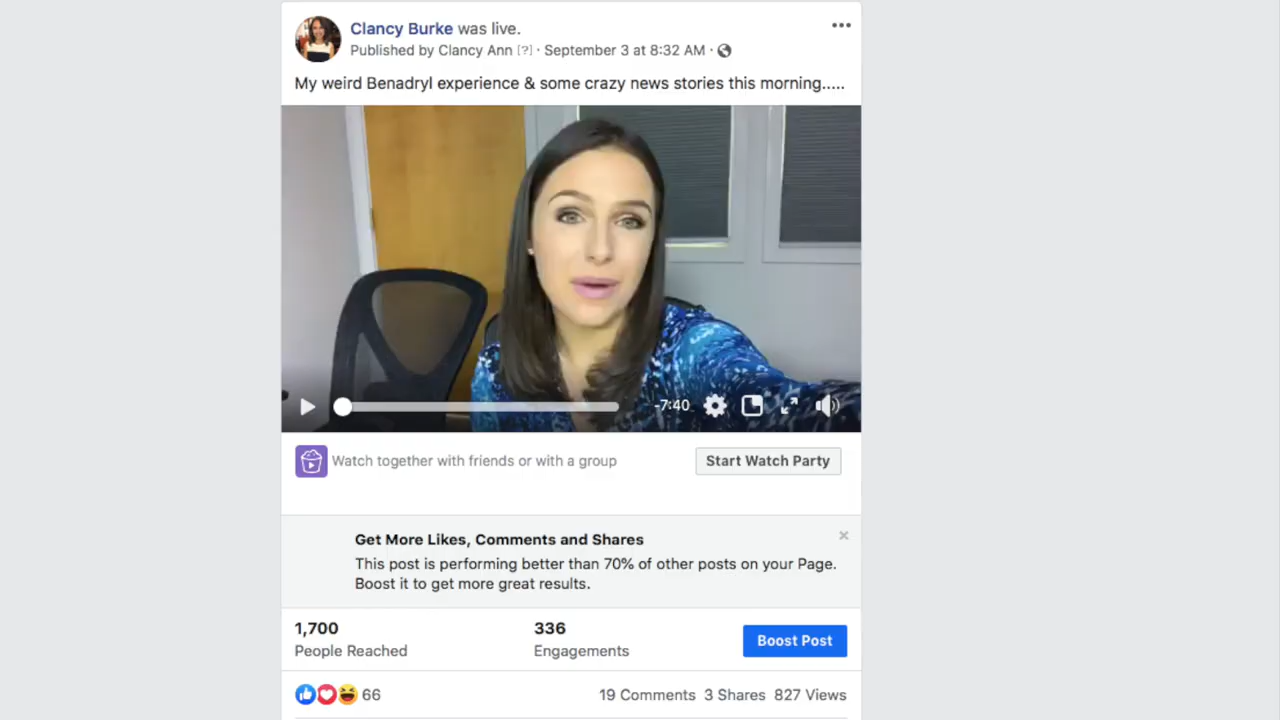 Clancy Burke was live.
Published by Clancy Ann [?] · September 3 at 8:32 AM ·
My weird Benadryl experience & some crazy news stories this morning.....
-7:40
Watch together with friends or with a group
Start Watch Party
Get More Likes, Comments and Shares
This post is performing better than 70% of other posts on your Page.
Boost it to get more great results.
1,700
People Reached
336
Engagements
Boost Post
66
19 Comments 3 Shares 827 Views